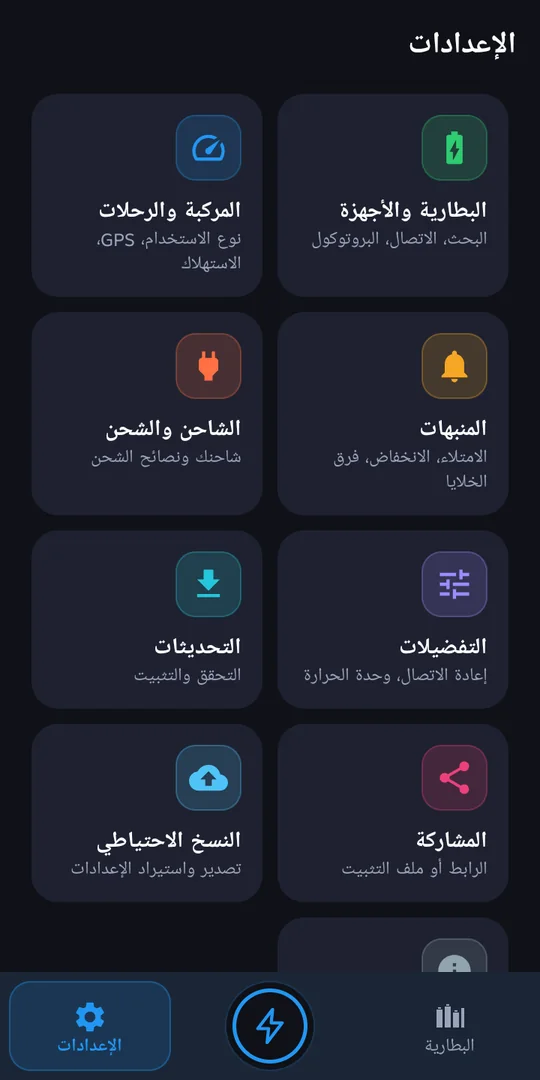 الإعدادات
البطارية والأجهزة
البحث، الاتصال، البروتوكول
المركبة والرحلات
نوع الاستخدام، GPS،
الاستهلاك
المنبهات
الامتلاء، الانخفاض، فرق
الخلايا
الشاحن والشحن
شاحنك ونصائح الشحن
التفضيلات
إعادة الاتصال، وحدة الحرارة
التحديثات
التحقق والتثبيت
المشاركة
الرابط أو ملف التثبيت
النسخ الاحتياطي
تصدير واستيراد الإعدادات
البطارية
الإعدادات